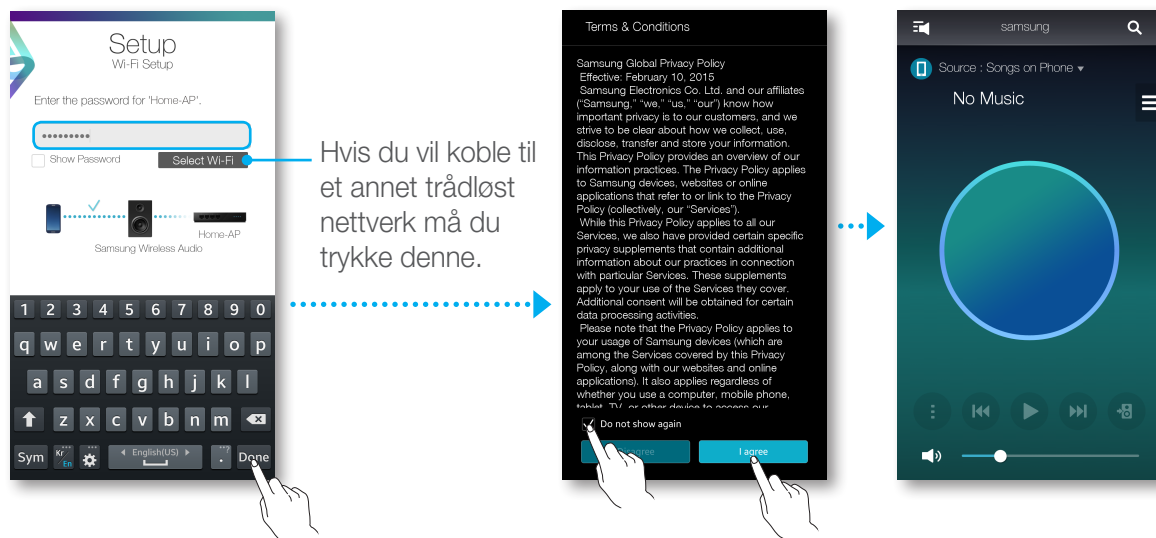 Setup
Wi-Fi Setup
Enter the password for 'Home-AP'.
•••••••••
Show Password
Select Wi-Fi
Home-AP
Samsung Wireless Audio
1 2 3 4 5 6 7 8 9 0
q w e r t y u i o p
a s d f g h j k l
z x c v b n m
Sym Kr En English(US) . Done
Hvis du vil koble til
et annet trådløst
nettverk må du
trykke denne.
Terms & Conditions
Samsung Global Privacy Policy
Effective: February 10, 2015
Samsung Electronics Co. Ltd. and our affiliates
("Samsung," "we," "us," "our") know how
important privacy is to our customers, and we
strive to be clear about how we collect, use,
disclose, transfer and store your information.
This Privacy Policy provides an overview of our
information practices. The Privacy Policy applies
to Samsung devices, websites or online
applications that refer to or link to the Privacy
Policy (collectively, our "Services").
While this Privacy Policy applies to all our
Services, we also have provided certain specific
privacy supplements that contain additional
information about our practices in connection
with particular Services. These supplements
apply to your use of the Services they cover.
Additional consent will be obtained for certain
data processing activities.
Please note that the Privacy Policy applies to
your usage of Samsung devices (which are
among the Services covered by this Privacy
Policy, along with our websites and online
applications). It also applies regardless of
whether you use a computer, mobile phone,
tablet, TV, or other device to access our
Do not show again
I agree
samsung
Source : Songs on Phone
No Music